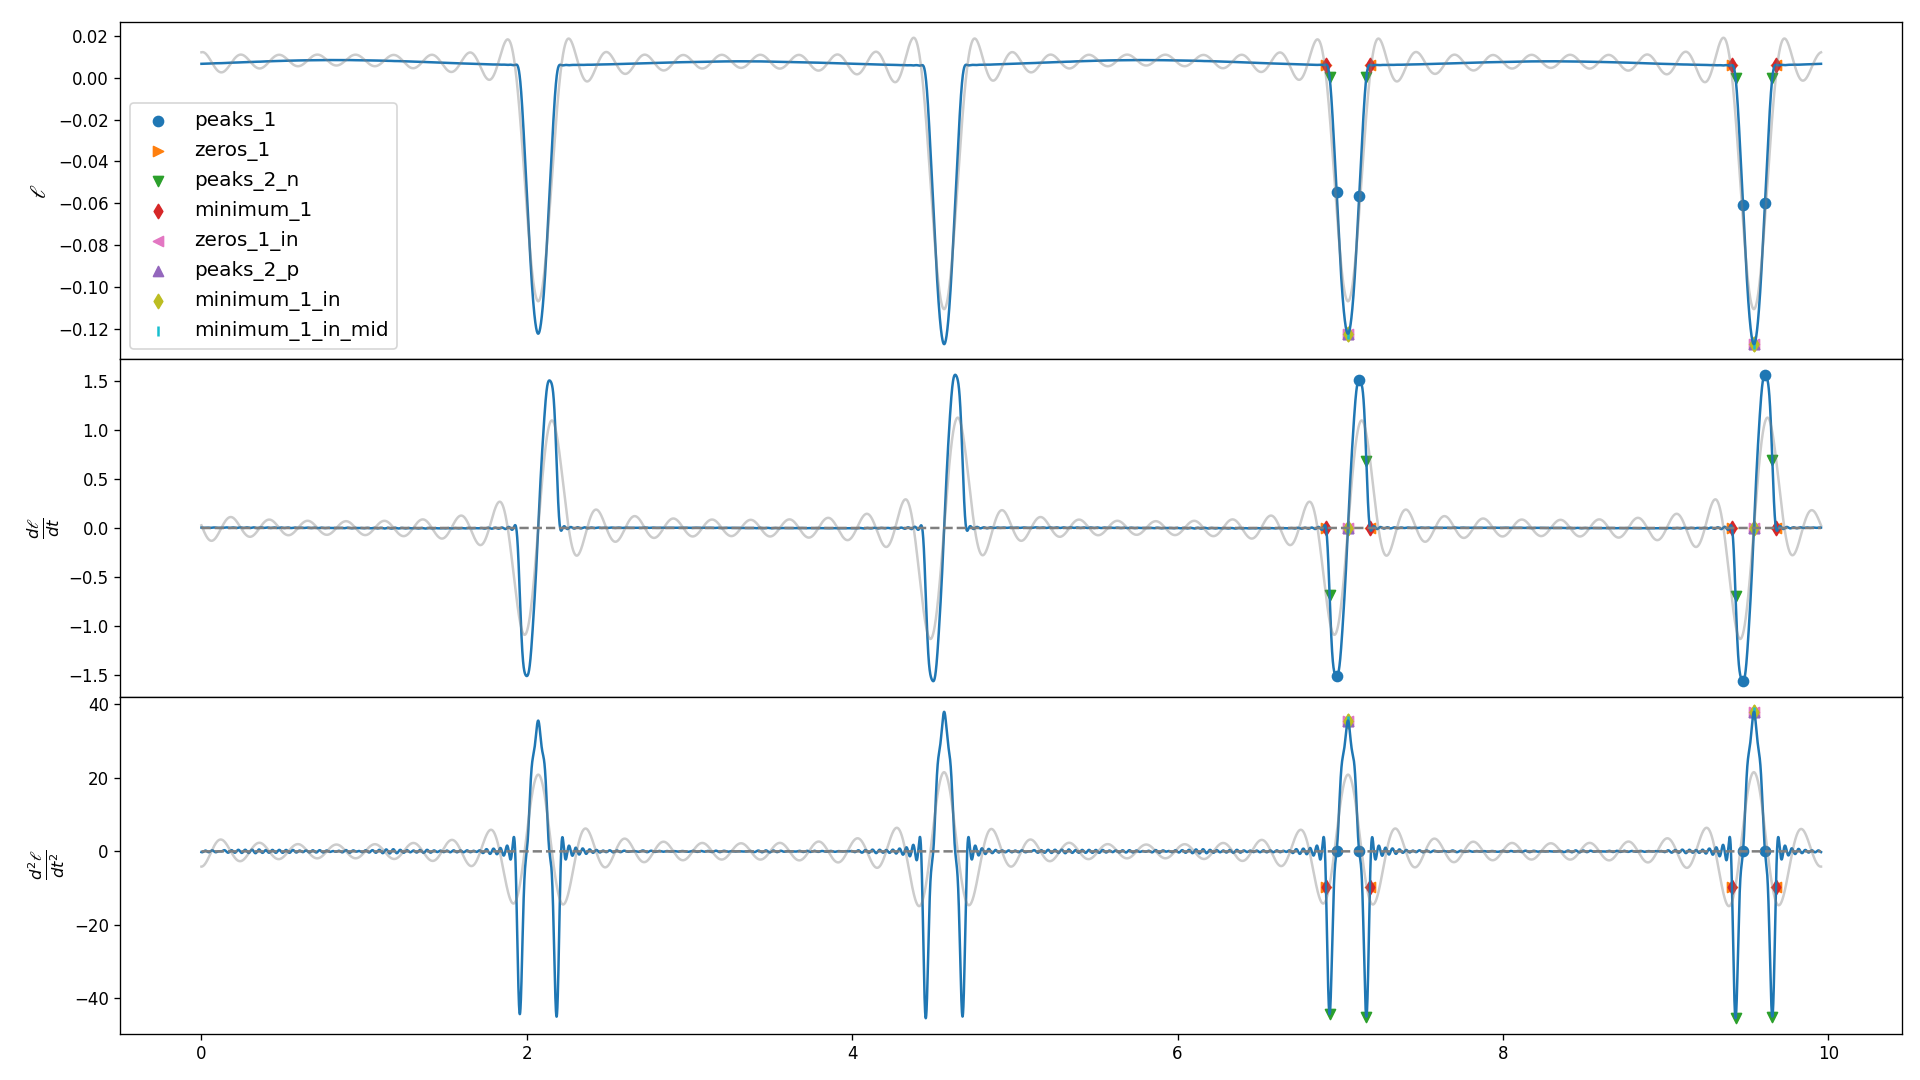 0.02
0.00
−0.02
−0.04
−0.06
−0.08
−0.10
−0.12
ℓ
peaks_1
zeros_1
peaks_2_n
minimum_1
zeros_1_in
peaks_2_p
minimum_1_in
minimum_1_in_mid
1.5
1.0
0.5
0.0
−0.5
−1.0
−1.5
dℓ
dt
40
20
0
−20
−40
d²ℓ
dt²
0 2 4 6 8 10